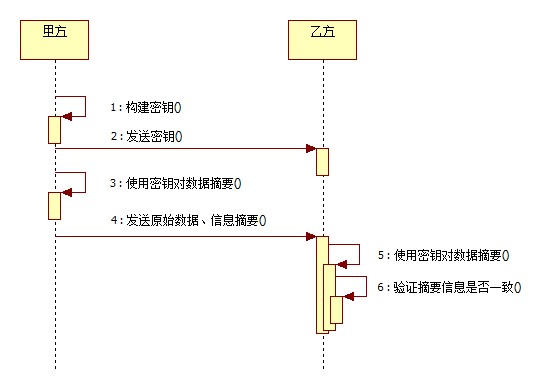 甲方
乙方
1：构建密钥()
2：发送密钥()
3：使用密钥对数据摘要()
4：发送原始数据、信息摘要()
5：使用密钥对数据摘要()
6：验证摘要信息是否一致()